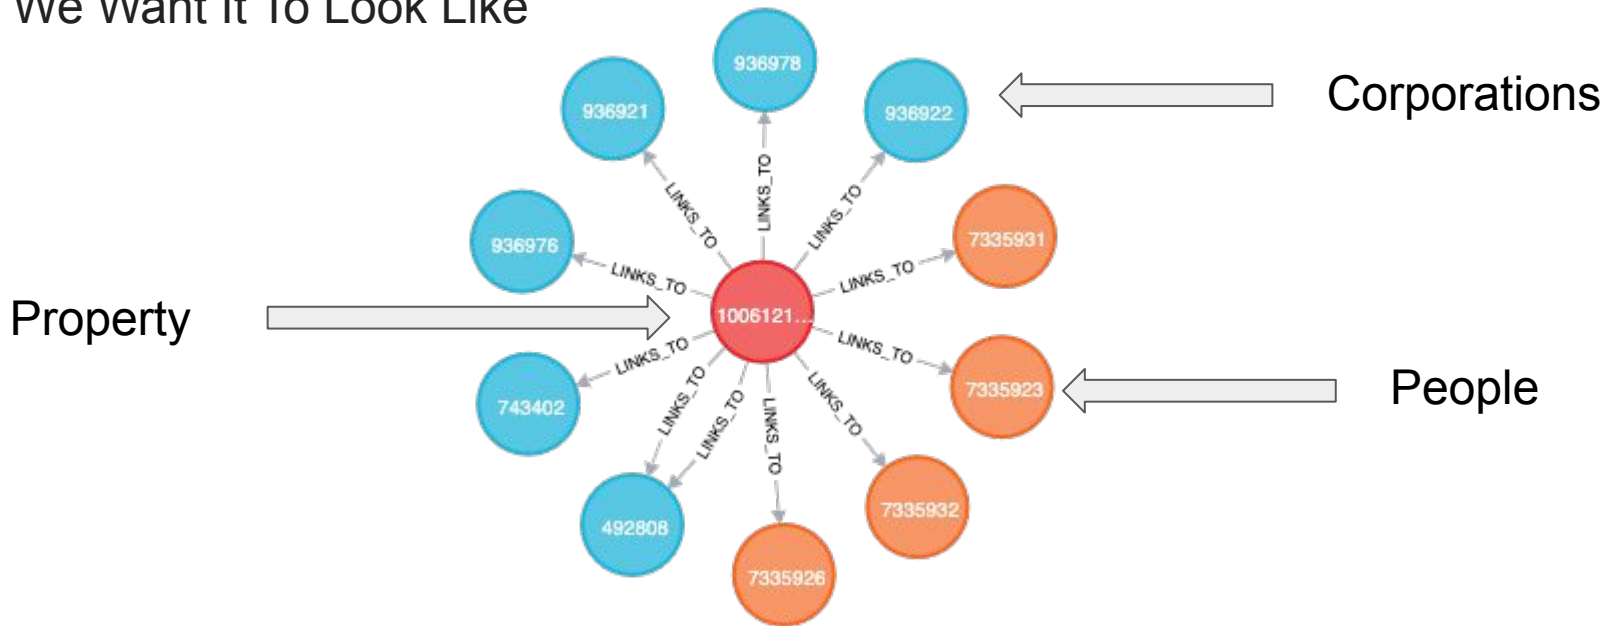 We Want It To Look Like
936978
936921
936922
Corporations
LINKS_TO
LINKS_TO
LINKS_TO
936976
7335931
LINKS_TO
LINKS_TO
Property
1006121...
LINKS_TO
LINKS_TO
743402
7335923
People
LINKS_TO
LINKS_TO
LINKS_TO
LINKS_TO
492808
7335932
7335926